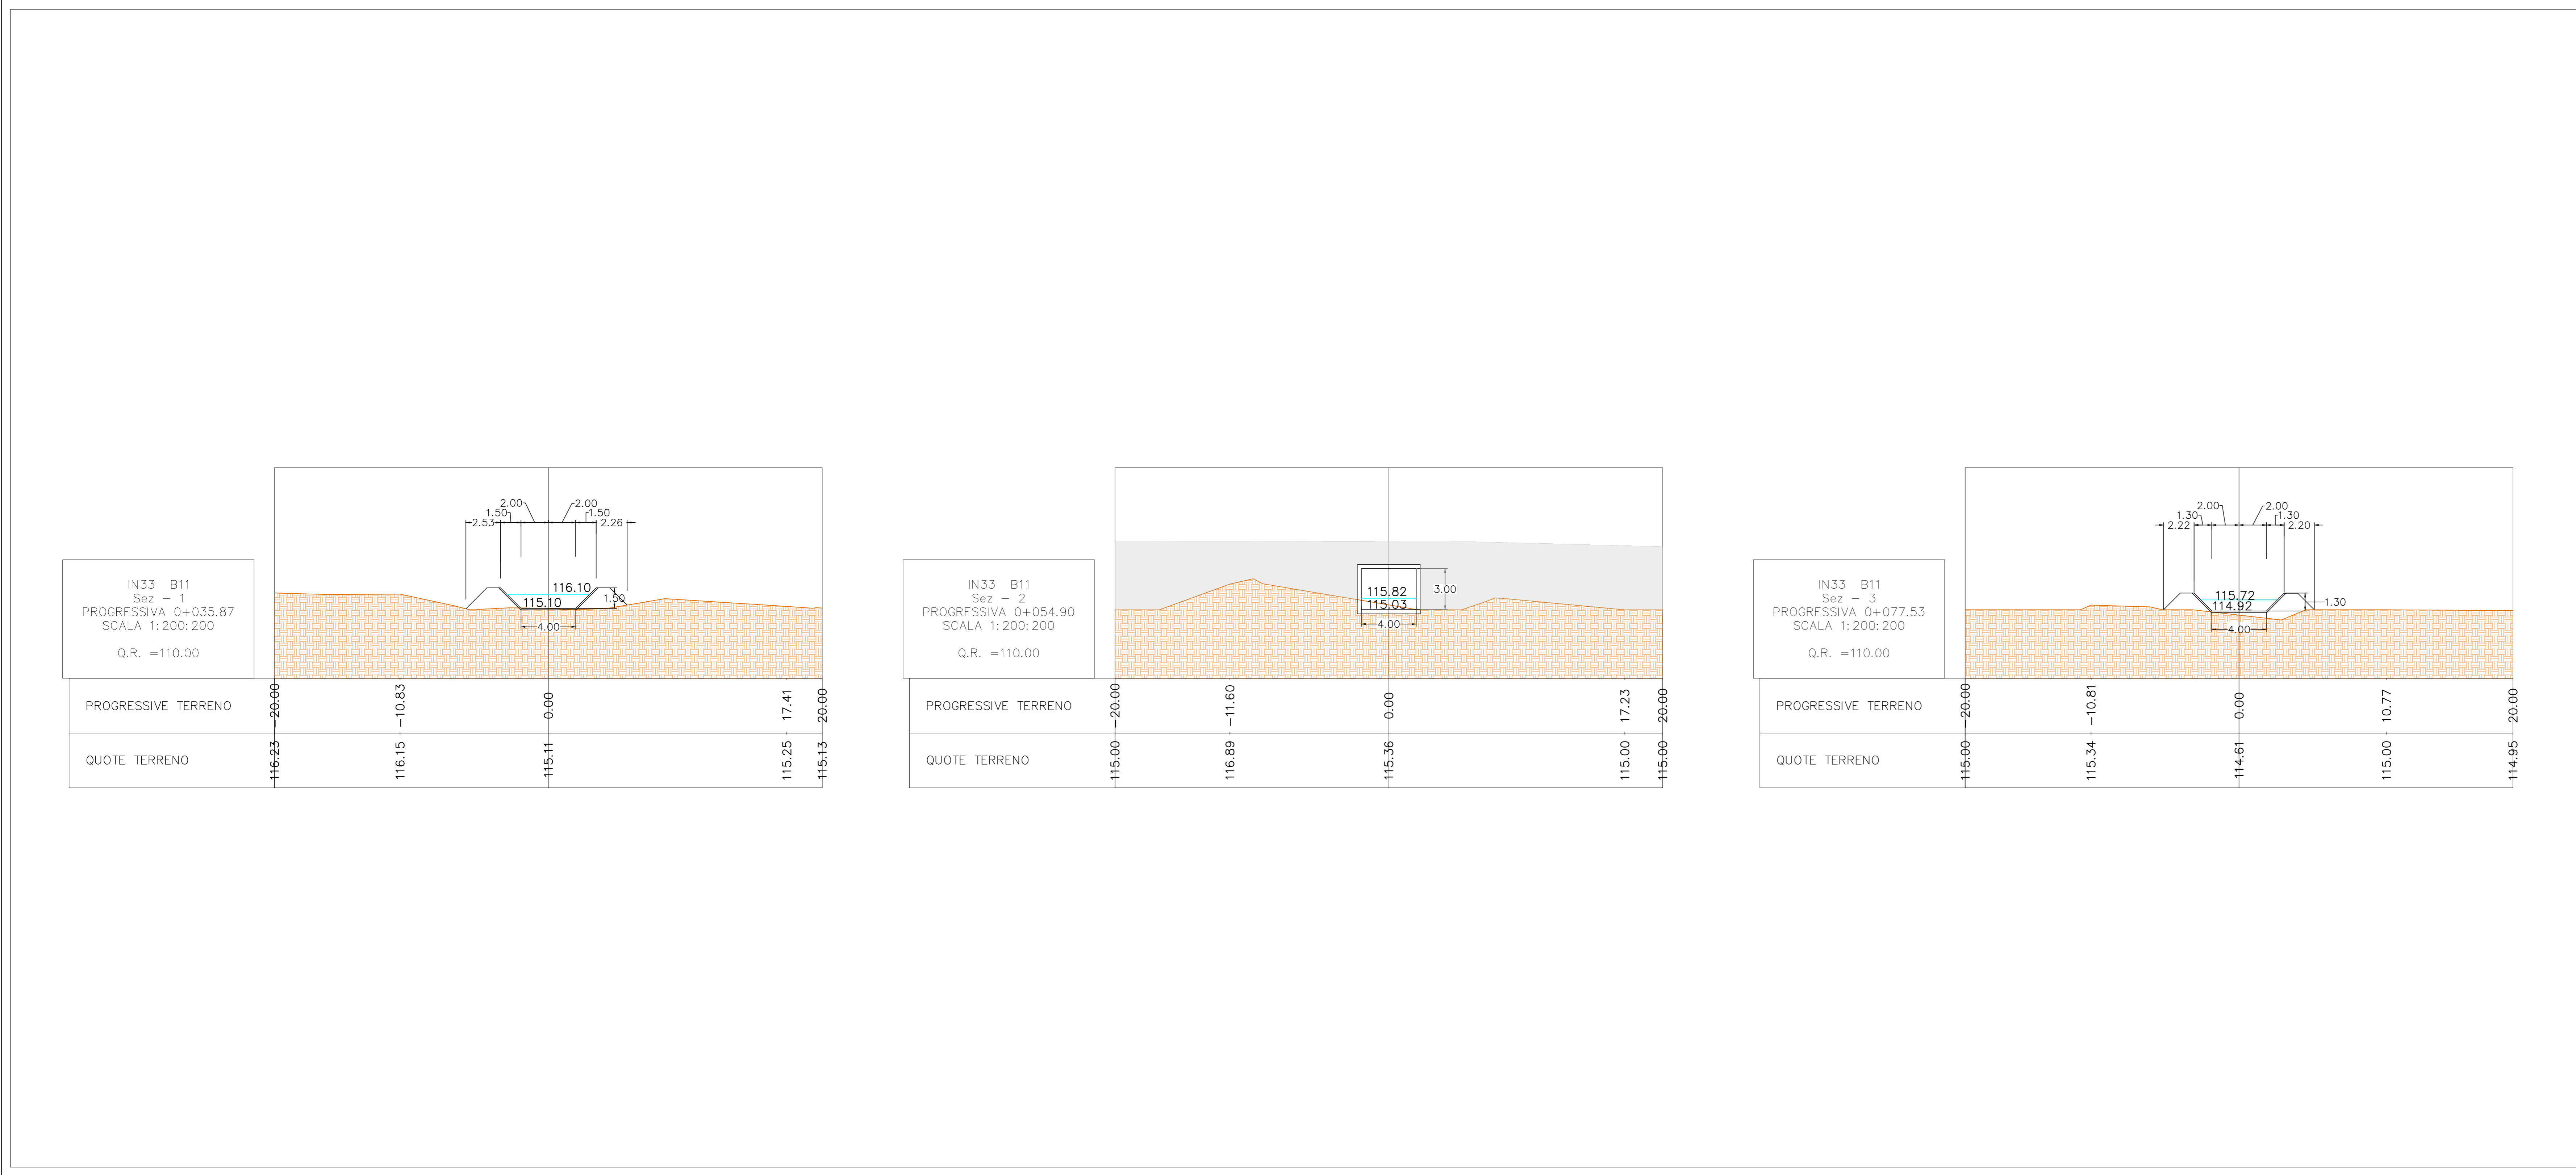 2.00
2.00
1.50
1.50
2.53
2.26
116.10
1.50
115.10
4.00
IN33 B11
Sez - 1
PROGRESSIVA 0+035.87
SCALA 1:200:200
Q.R. =110.00
PROGRESSIVE TERRENO
-20.00
-10.83
0.00
17.41
20.00
QUOTE TERRENO
116.23
116.15
115.11
115.25
115.13
3.00
115.82
115.03
4.00
IN33 B11
Sez - 2
PROGRESSIVA 0+054.90
SCALA 1:200:200
Q.R. =110.00
PROGRESSIVE TERRENO
-20.00
-11.60
0.00
17.23
20.00
QUOTE TERRENO
115.00
116.89
115.36
115.00
115.00
2.00
2.00
1.30
1.30
2.22
2.20
115.72
1.30
114.92
4.00
IN33 B11
Sez - 3
PROGRESSIVA 0+077.53
SCALA 1:200:200
Q.R. =110.00
PROGRESSIVE TERRENO
-20.00
-10.81
0.00
10.77
20.00
QUOTE TERRENO
115.00
115.34
114.61
115.00
114.95